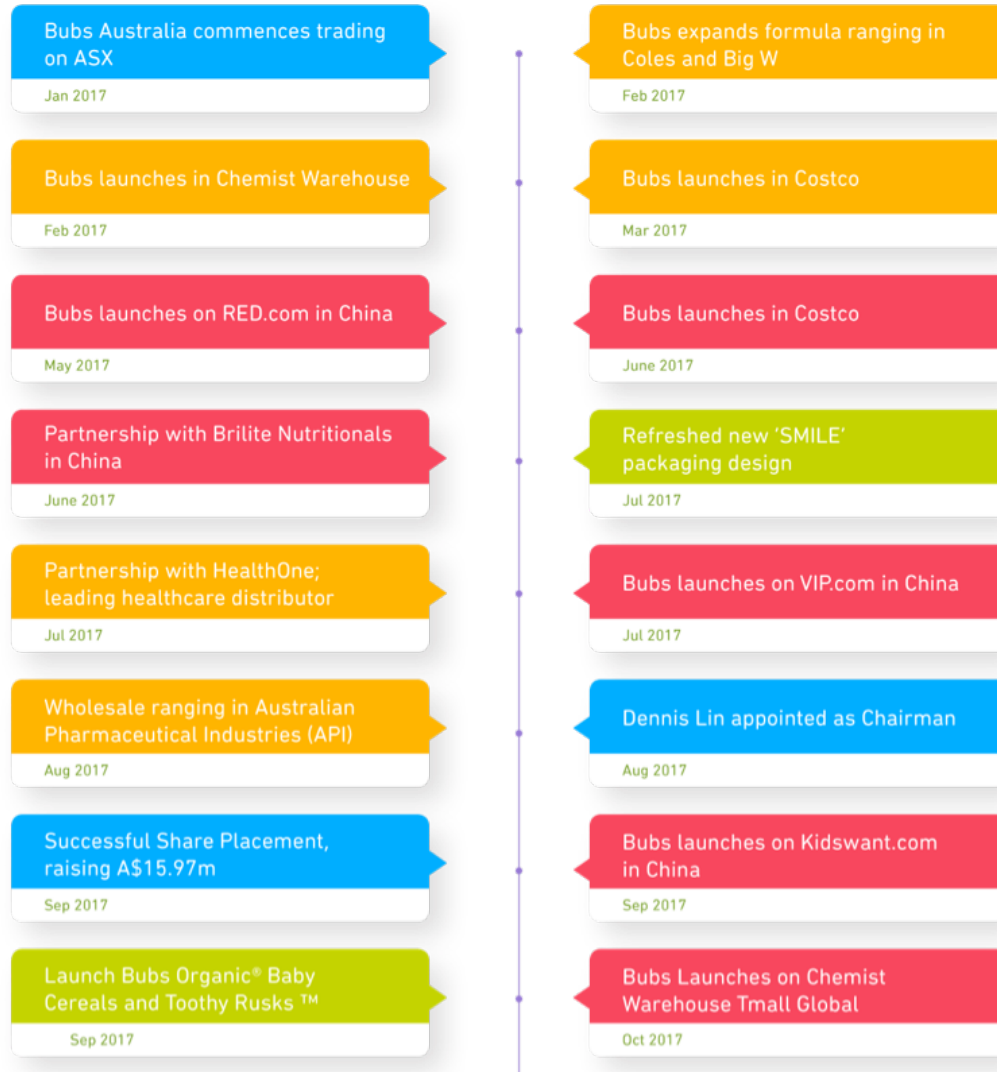 Bubs Australia commences trading
on ASX
Jan 2017
Bubs expands formula ranging in
Coles and Big W
Feb 2017
Bubs launches in Chemist Warehouse
Feb 2017
Bubs launches in Costco
Mar 2017
Bubs launches on RED.com in China
May 2017
Bubs launches in Costco
June 2017
Partnership with Brilite Nutritionals
in China
June 2017
Refreshed new ‘SMILE’
packaging design
Jul 2017
Partnership with HealthOne;
leading healthcare distributor
Jul 2017
Bubs launches on VIP.com in China
Jul 2017
Wholesale ranging in Australian
Pharmaceutical Industries (API)
Aug 2017
Dennis Lin appointed as Chairman
Aug 2017
Successful Share Placement,
raising A$15.97m
Sep 2017
Bubs launches on Kidswant.com
in China
Sep 2017
Launch Bubs Organic® Baby
Cereals and Toothy Rusks ™
Sep 2017
Bubs Launches on Chemist
Warehouse Tmall Global
Oct 2017